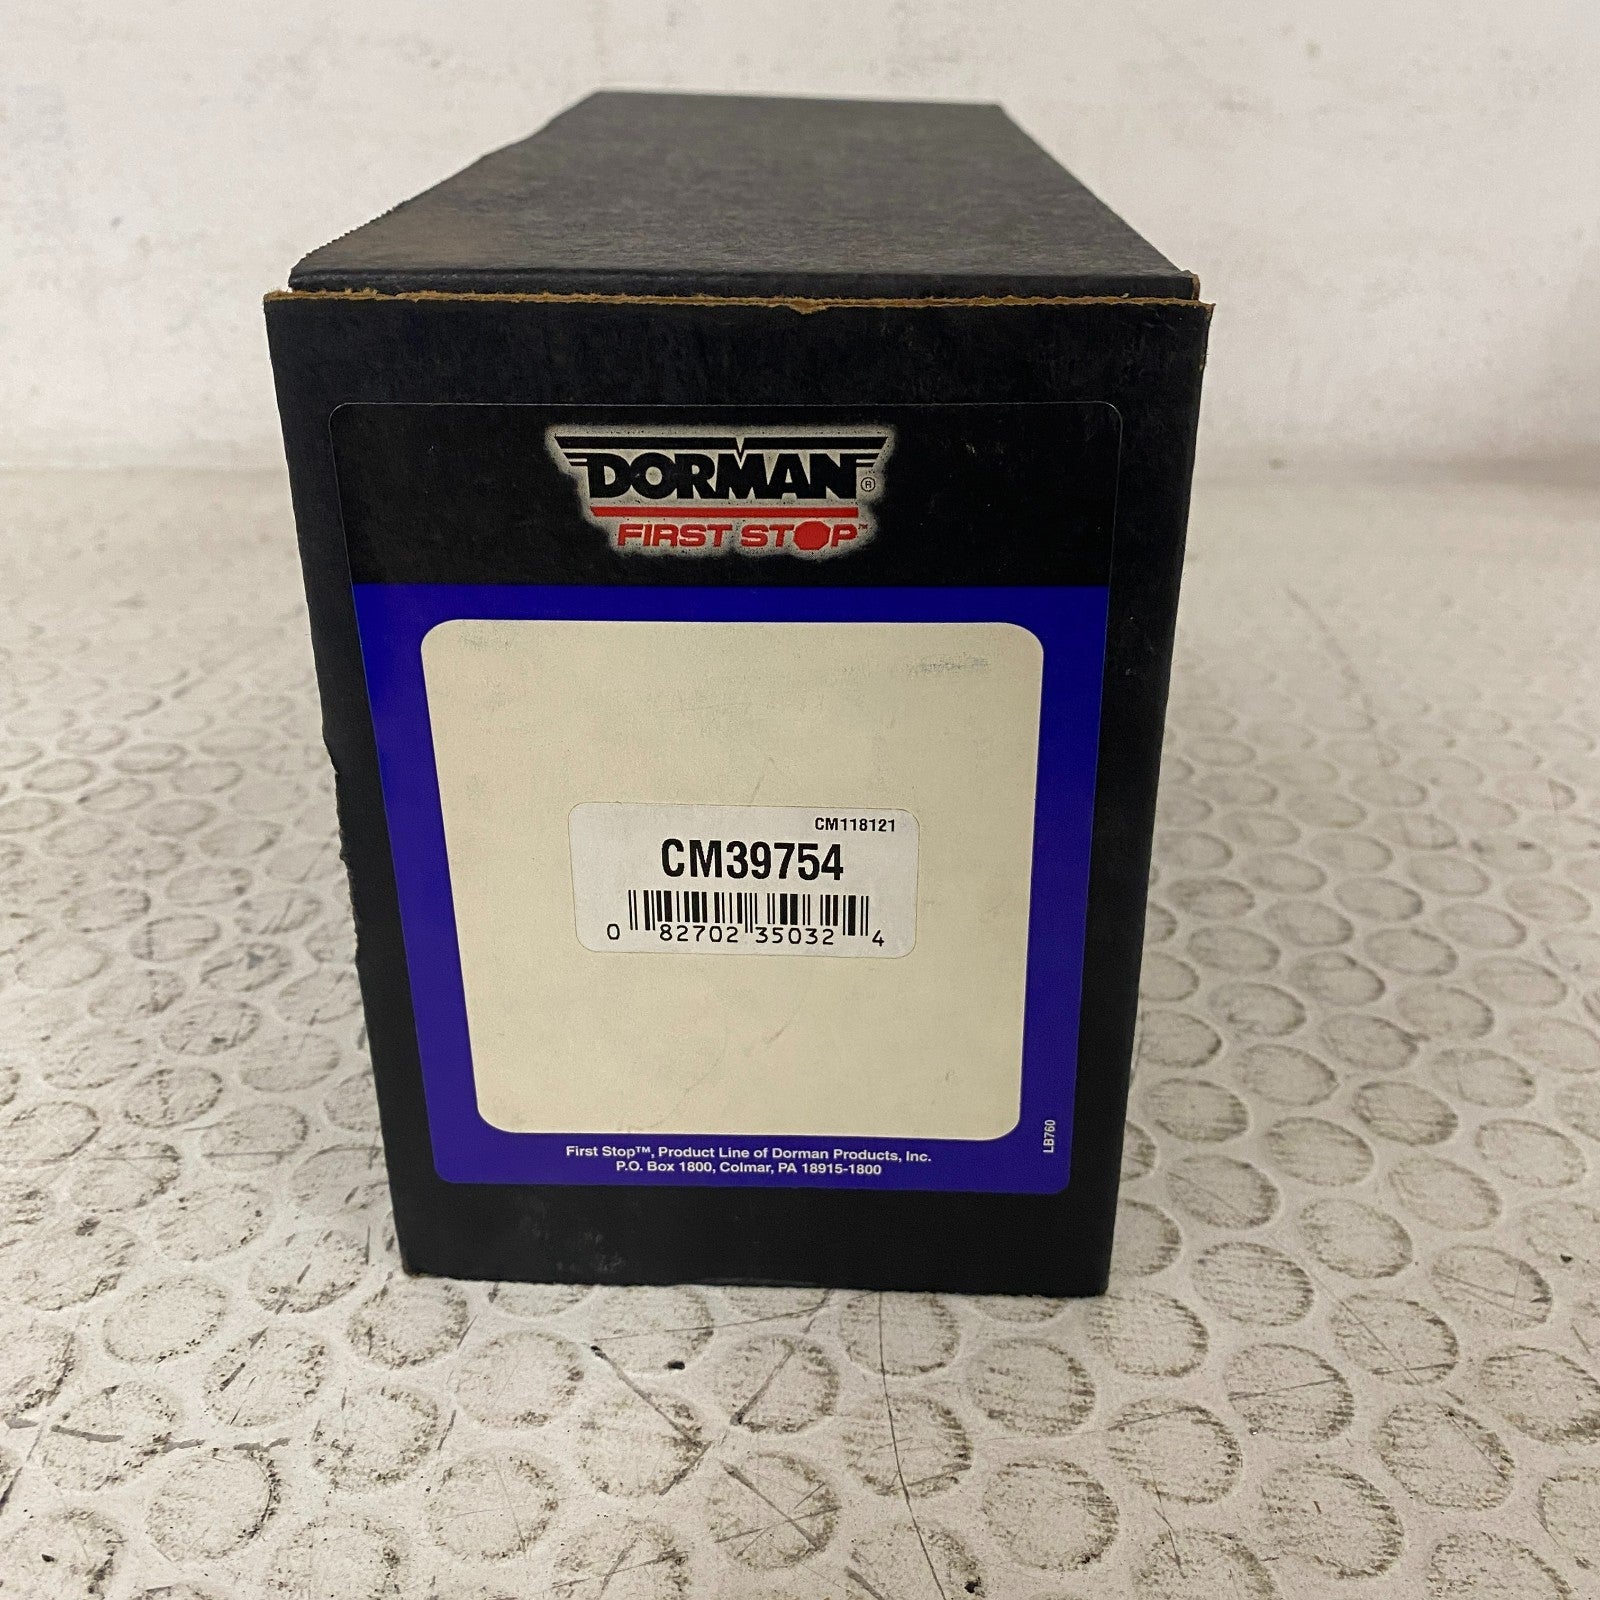 DORMAN®
FIRST STOP™
CM118121
CM39754
0 82702 35032 4
First Stop™, Product Line of Dorman Products, Inc.
P.O. Box 1800, Colmar, PA 18915-1800
LB760